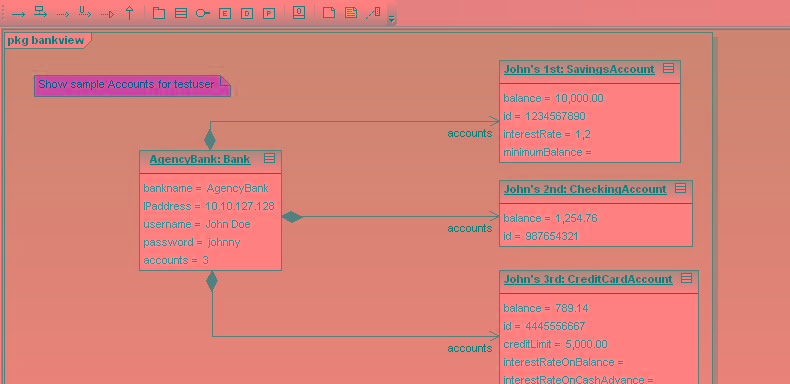 E D P
pkg bankview
Show sample Accounts for testuser
John's 1st: SavingsAccount
balance = 10,000.00
id = 1234567890
interestRate = 1,2
minimumBalance =
accounts
AgencyBank: Bank
bankname = AgencyBank
IPaddress = 10.10.127.128
username = John Doe
password = johnny
accounts = 3
John's 2nd: CheckingAccount
balance = 1,254.76
id = 987654321
accounts
John's 3rd: CreditCardAccount
balance = 789.14
id = 4445556667
creditLimit = 5,000.00
interestRateOnBalance =
interestRateOnCashAdvance =
accounts